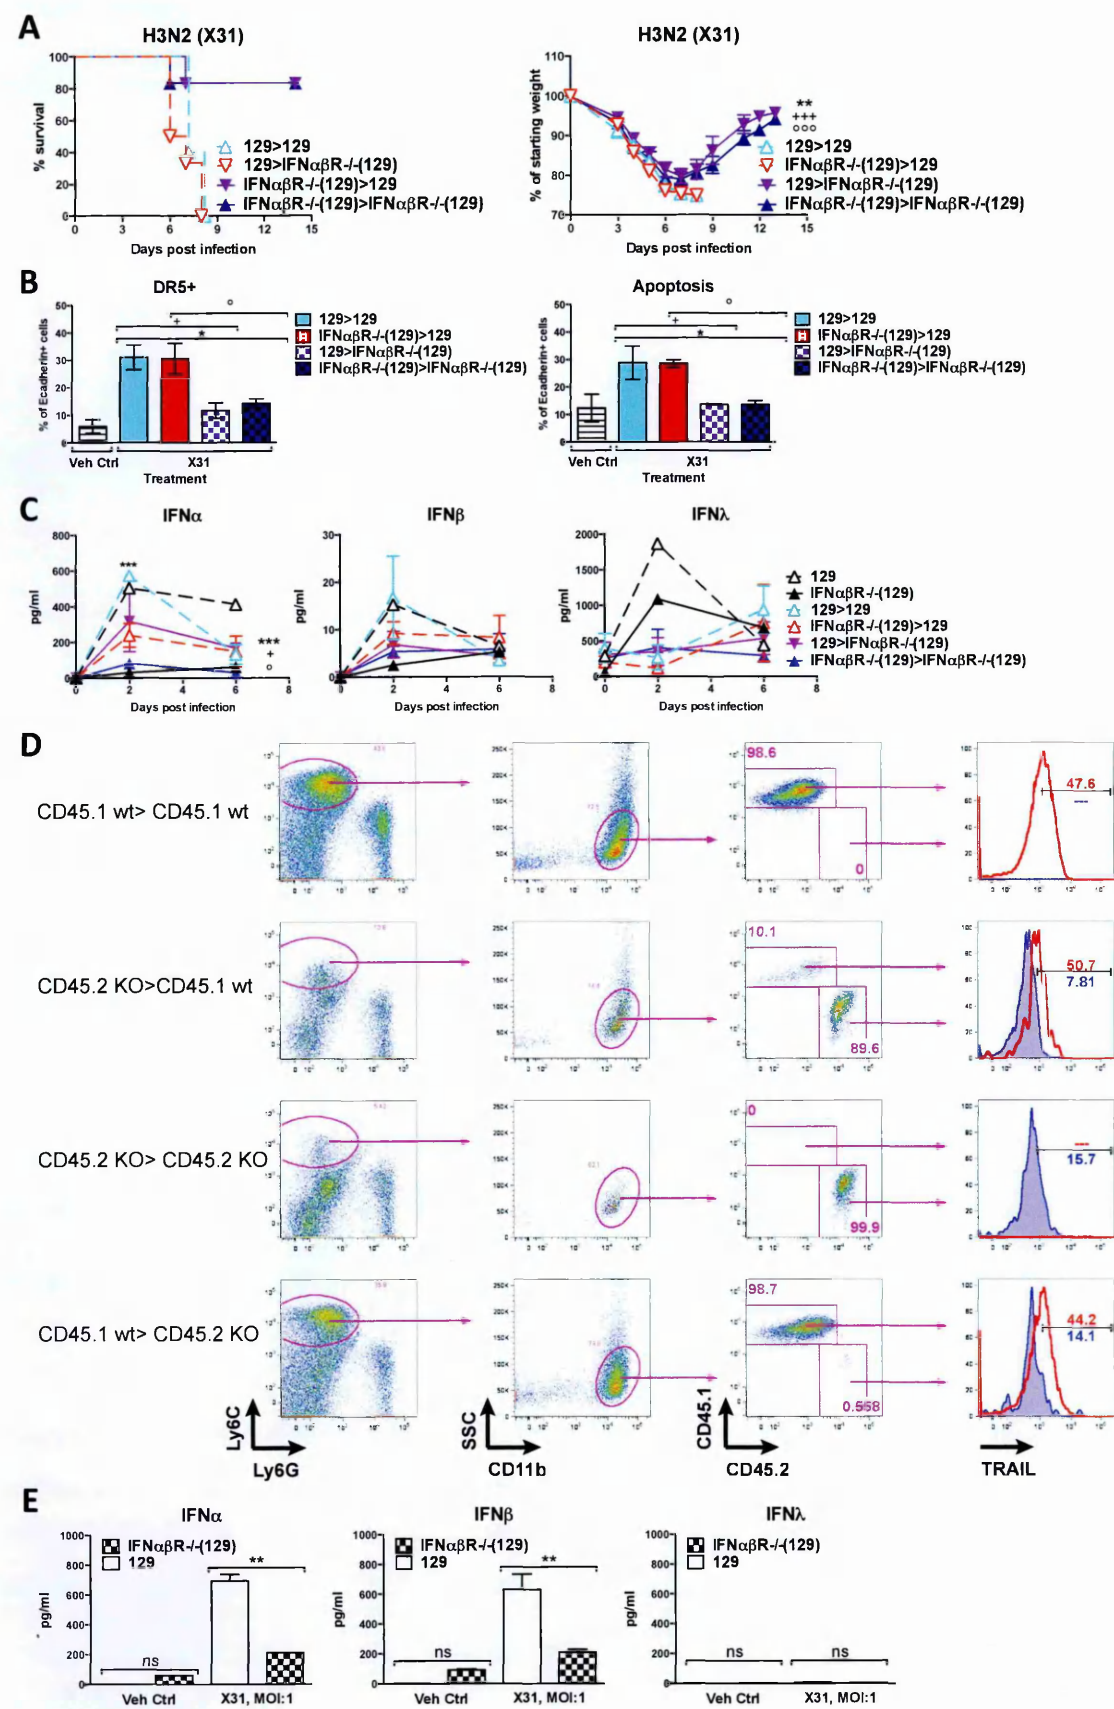 A
H3N2 (X31)
H3N2 (X31)
% survival
100
80
60
40
20
0
0 3 6 9 12 15
Days post infection
129>129
129>IFNαβR-/-(129)
IFNαβR-/-(129)>129
IFNαβR-/-(129)>IFNαβR-/-(129)
% of starting weight
110
100
90
80
70
0 3 6 9 12 15
Days post infection
**
+++
°°°
129>129
IFNαβR-/-(129)>129
129>IFNαβR-/-(129)
IFNαβR-/-(129)>IFNαβR-/-(129)
B
DR5+
% of Ecadherin+ cells
50
40
30
20
10
0
°
+
*
Veh Ctrl X31
Treatment
129>129
IFNαβR-/-(129)>129
129>IFNαβR-/-(129)
IFNαβR-/-(129)>IFNαβR-/-(129)
Apoptosis
% of Ecadherin+ cells
50
40
30
20
10
0
°
+
*
Veh Ctrl X31
Treatment
129>129
IFNαβR-/-(129)>129
129>IFNαβR-/-(129)
IFNαβR-/-(129)>IFNαβR-/-(129)
C
IFNα
pg/ml
800
600
400
200
0
***
***
+
°
0 2 4 6 8
Days post infection
IFNβ
pg/ml
30
20
10
0
0 2 4 6 8
Days post infection
IFNλ
pg/ml
2000
1500
1000
500
0
0 2 4 6 8
Days post infection
129
IFNαβR-/-(129)
129>129
IFNαβR-/-(129)>129
129>IFNαβR-/-(129)
IFNαβR-/-(129)>IFNαβR-/-(129)
D
CD45.1 wt> CD45.1 wt
98.6
0
47.6
---
CD45.2 KO>CD45.1 wt
10.1
89.6
50.7
7.81
CD45.2 KO> CD45.2 KO
0
99.9
---
15.7
CD45.1 wt> CD45.2 KO
98.7
0.568
44.2
14.1
Ly6C
Ly6G
SSC
CD11b
CD45.1
CD45.2
TRAIL
E
IFNα
pg/ml
1000
800
600
400
200
0
IFNαβR-/-(129)
129
ns
**
Veh Ctrl X31, MOI:1
IFNβ
pg/ml
1000
800
600
400
200
0
IFNαβR-/-(129)
129
ns
**
Veh Ctrl X31, MOI:1
IFNλ
pg/ml
1000
800
600
400
200
0
IFNαβR-/-(129)
129
ns
ns
Veh Ctrl X31, MOI:1